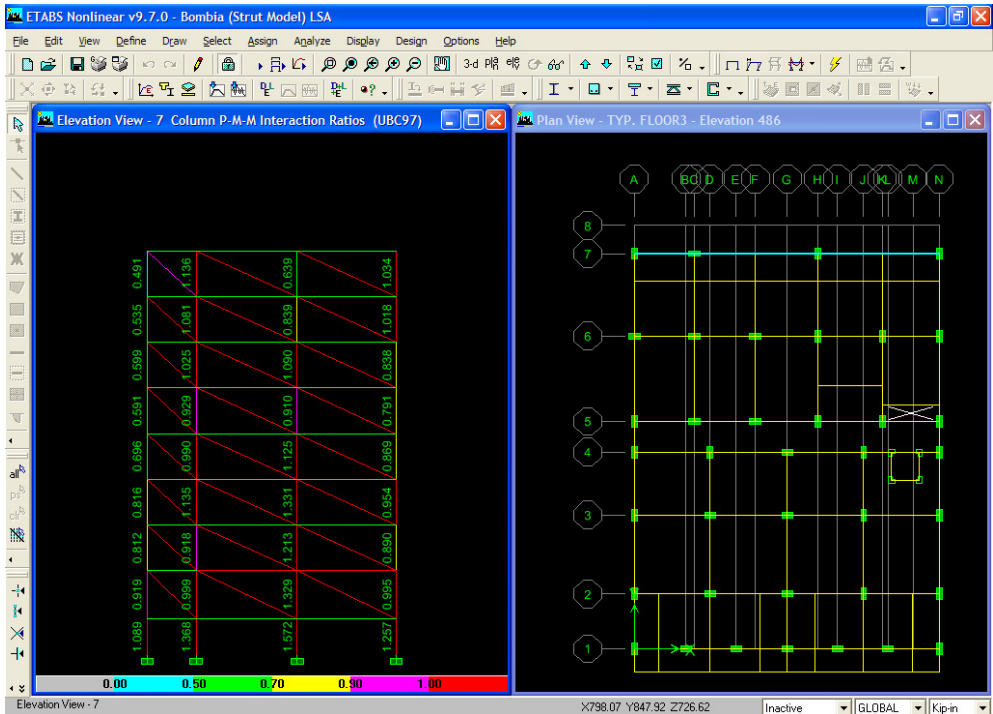 ETABS Nonlinear v9.7.0 - Bombia (Strut Model) LSA
File Edit View Define Draw Select Assign Analyze Display Design Options Help
3-d
all
ps
clr
Elevation View - 7 Column P-M-M Interaction Ratios (UBC97)
0.491 1.136 0.639 1.034
0.535 1.081 0.839 1.018
0.599 1.025 1.090 0.838
0.591 0.929 0.910 0.791
0.696 0.990 1.125 0.869
0.816 1.135 1.331 0.954
0.812 0.918 1.213 0.890
0.919 0.999 1.329 0.995
1.089 1.368 1.572 1.257
0.00 0.50 0.70 0.90 1.00
Plan View - TYP. FLOOR3 - Elevation 486
A B C D E F G H I J K L M N
8
7
6
5
4
3
2
1
X
Elevation View - 7
X798.07 Y847.92 Z726.62
Inactive
GLOBAL
Kip-in